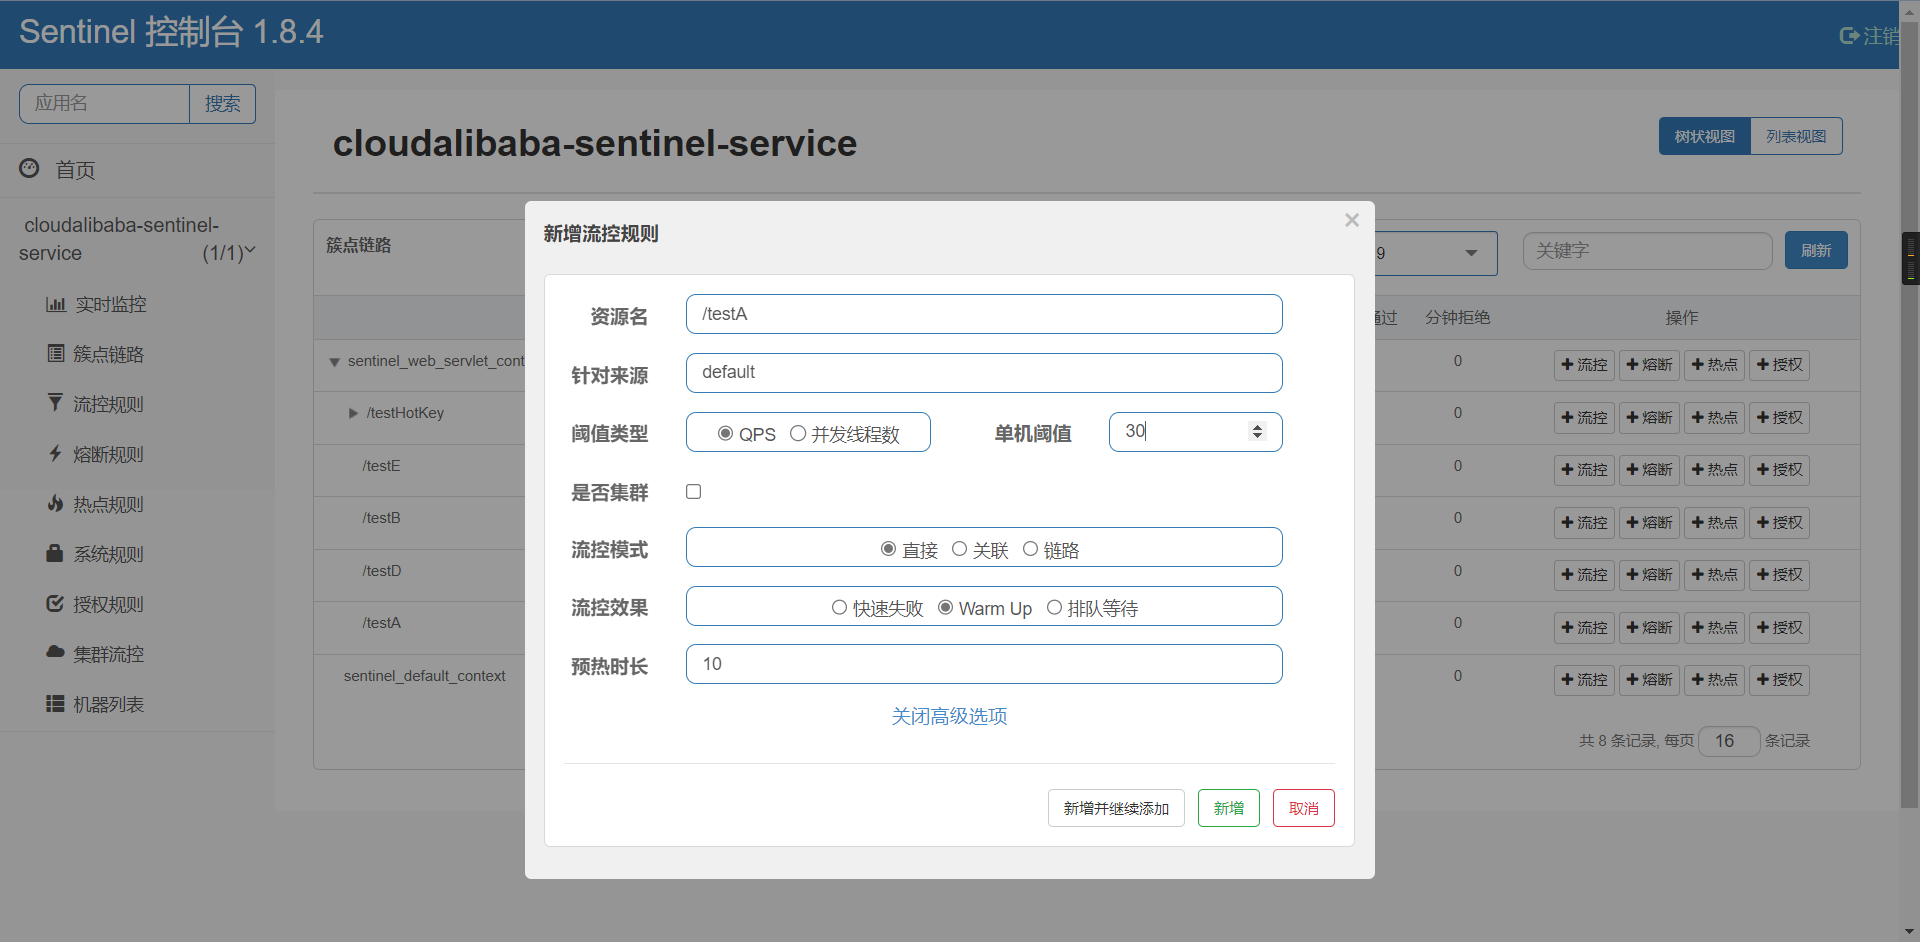 Sentinel 控制台 1.8.4
注销
应用名
搜索
首页
cloudalibaba-sentinel-
service
(1/1)
实时监控
簇点链路
流控规则
熔断规则
热点规则
系统规则
授权规则
集群流控
机器列表
cloudalibaba-sentinel-service
树状视图
列表视图
簇点链路
9
关键字
刷新
通过
分钟拒绝
操作
sentinel_web_servlet_cont
0
流控
熔断
热点
授权
/testHotKey
0
流控
熔断
热点
授权
/testE
0
流控
熔断
热点
授权
/testB
0
流控
熔断
热点
授权
/testD
0
流控
熔断
热点
授权
/testA
0
流控
熔断
热点
授权
sentinel_default_context
0
流控
熔断
热点
授权
共 8 条记录, 每页 16 条记录
新增流控规则
×
资源名
/testA
针对来源
default
阈值类型
QPS
并发线程数
单机阈值
30
是否集群
流控模式
直接
关联
链路
流控效果
快速失败
Warm Up
排队等待
预热时长
10
关闭高级选项
新增并继续添加
新增
取消